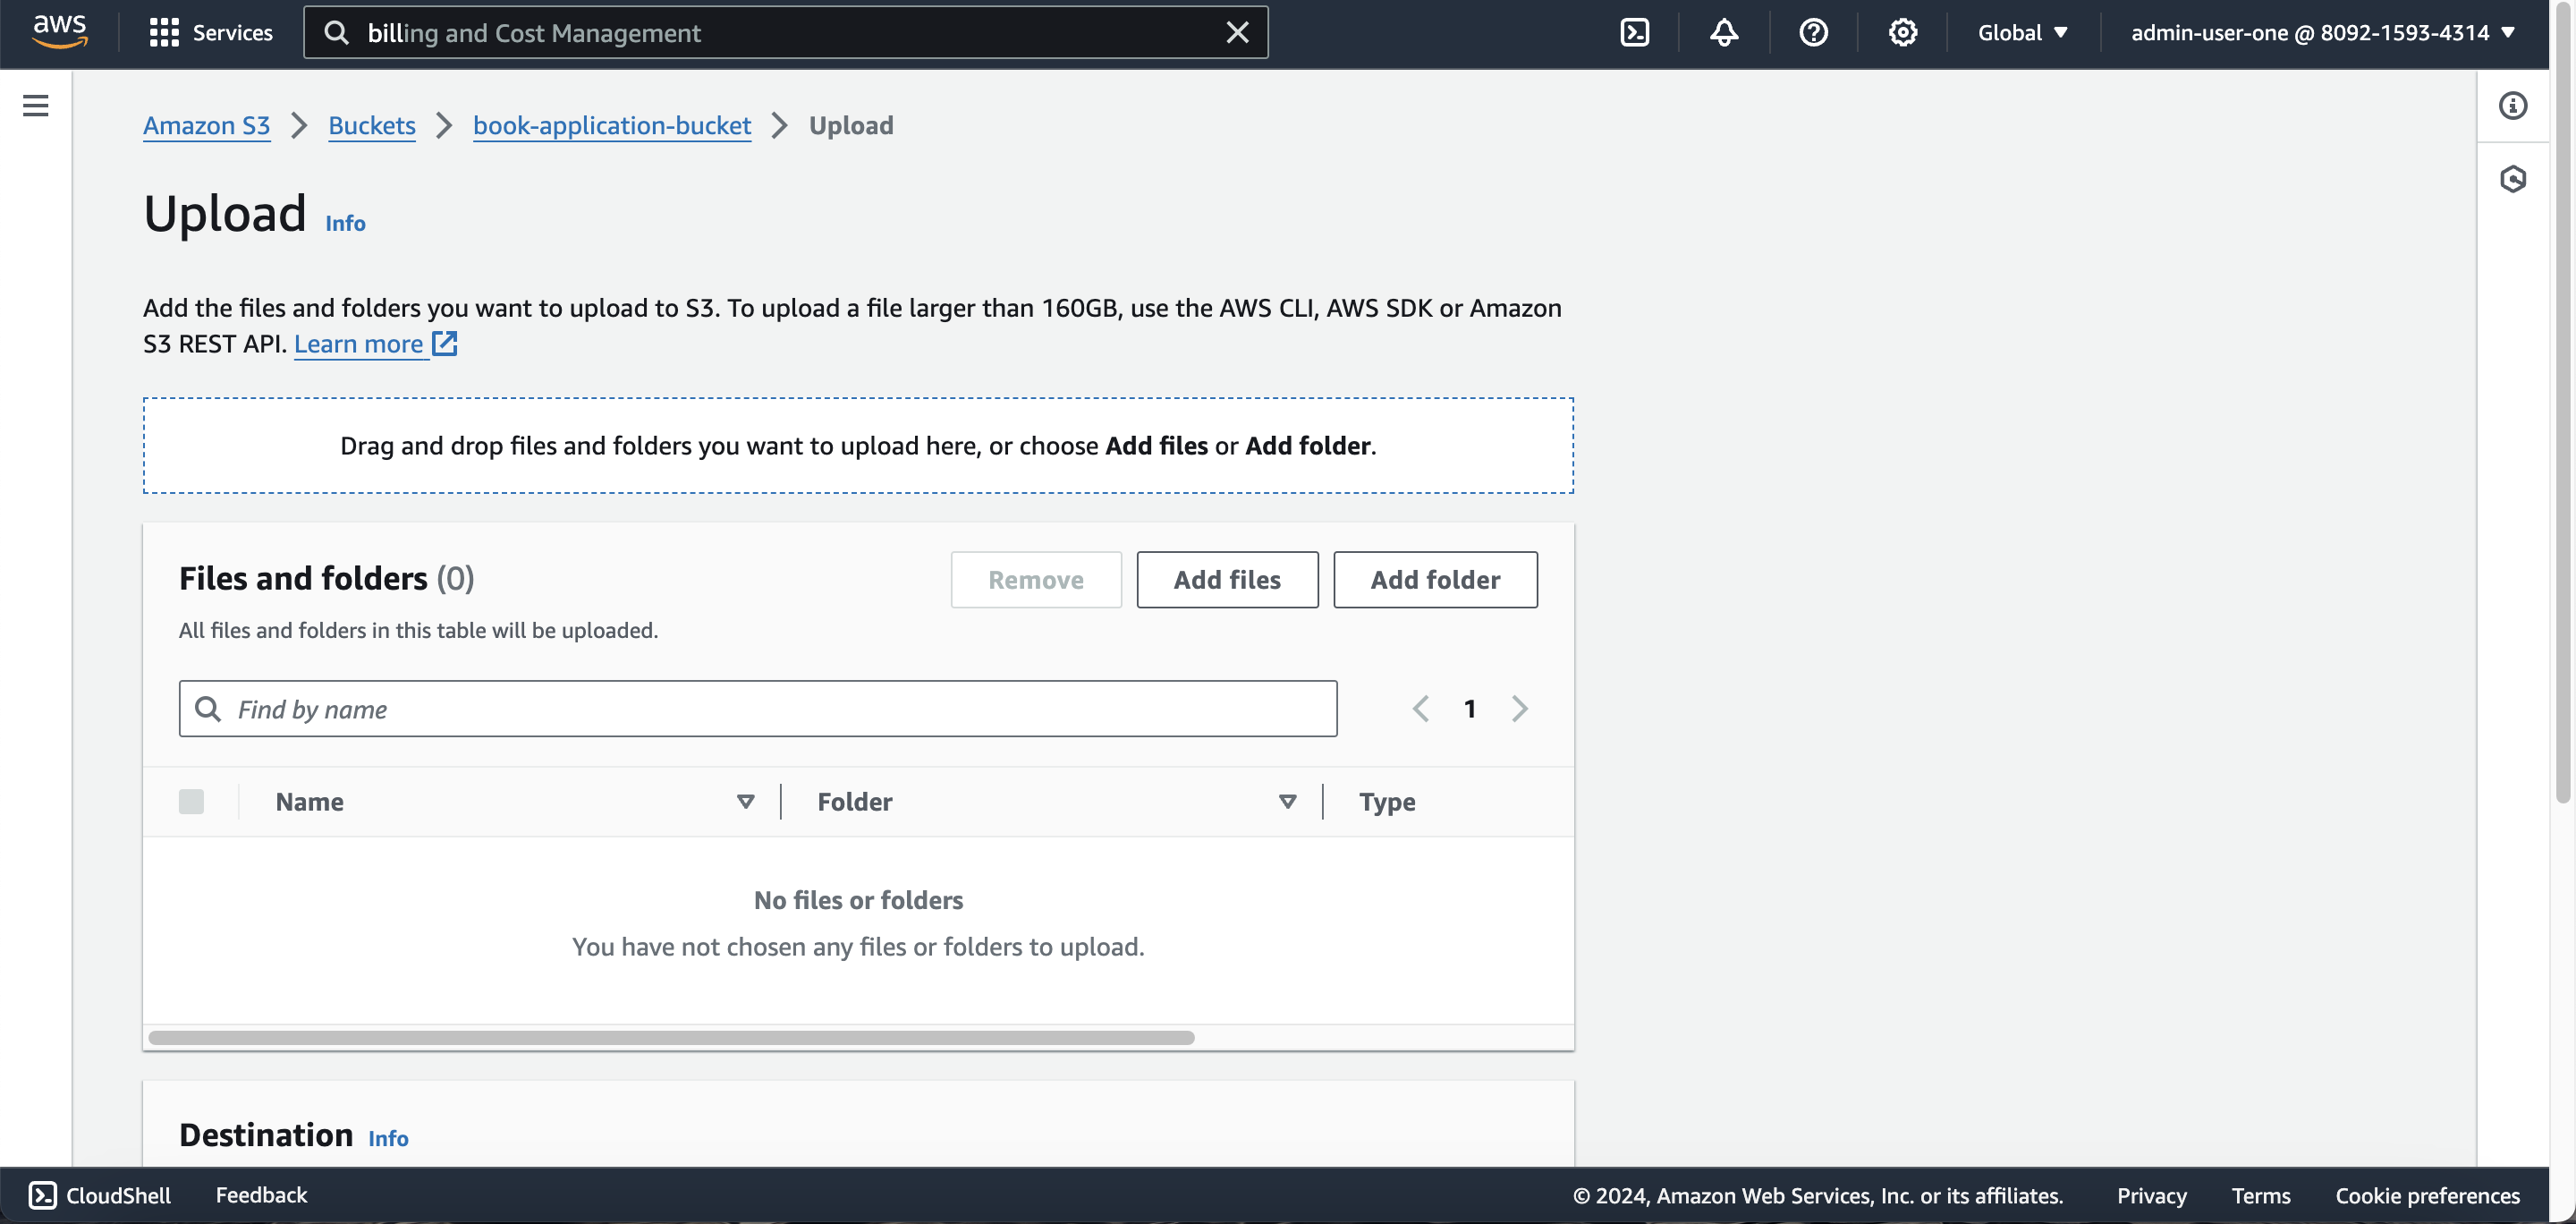 aws
Services
billing and Cost Management
Global
admin-user-one @ 8092-1593-4314
Amazon S3 > Buckets > book-application-bucket > Upload
Upload Info
Add the files and folders you want to upload to S3. To upload a file larger than 160GB, use the AWS CLI, AWS SDK or Amazon
S3 REST API. Learn more
Drag and drop files and folders you want to upload here, or choose Add files or Add folder.
Files and folders (0)
Remove
Add files
Add folder
All files and folders in this table will be uploaded.
Find by name
1
Name
Folder
Type
No files or folders
You have not chosen any files or folders to upload.
Destination Info
CloudShell
Feedback
© 2024, Amazon Web Services, Inc. or its affiliates.
Privacy
Terms
Cookie preferences